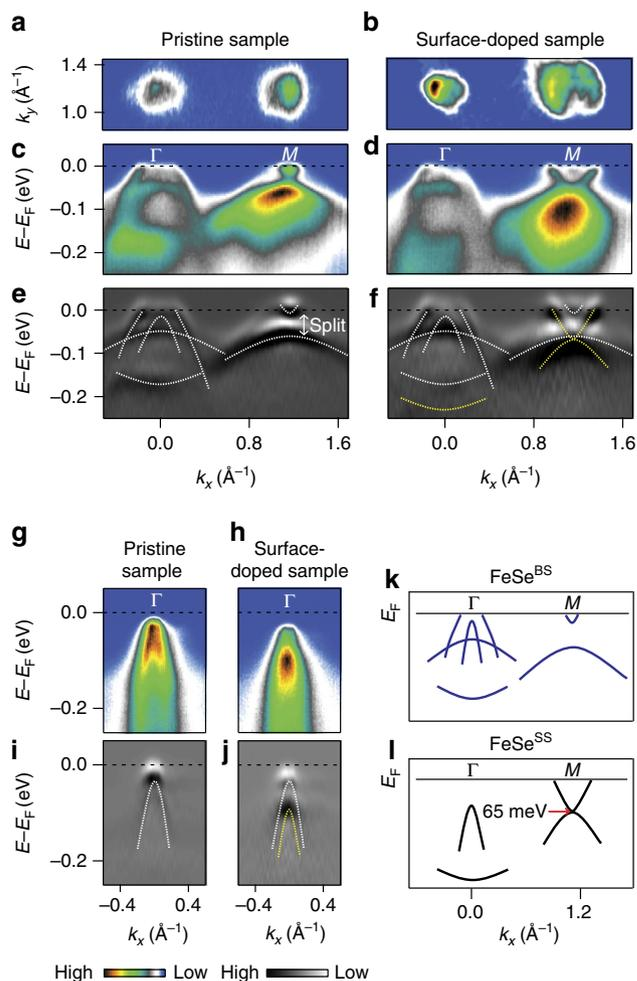 a
Pristine sample
b
Surface-doped sample
1.4
1.0
k_y (Å⁻¹)
c
Γ
M
d
Γ
M
0.0
−0.1
−0.2
E−E_F (eV)
e
Split
f
0.0
−0.1
−0.2
E−E_F (eV)
0.0
0.8
1.6
0.0
0.8
1.6
k_x (Å⁻¹)
k_x (Å⁻¹)
g
Pristine
sample
h
Surface-
doped sample
Γ
Γ
0.0
−0.2
E−E_F (eV)
i
j
0.0
−0.2
E−E_F (eV)
−0.4
0.4
−0.4
0.4
k_x (Å⁻¹)
k_x (Å⁻¹)
k
FeSe^BS
E_F
Γ
M
l
FeSe^SS
E_F
Γ
M
65 meV
0.0
1.2
k_x (Å⁻¹)
High
Low
High
Low